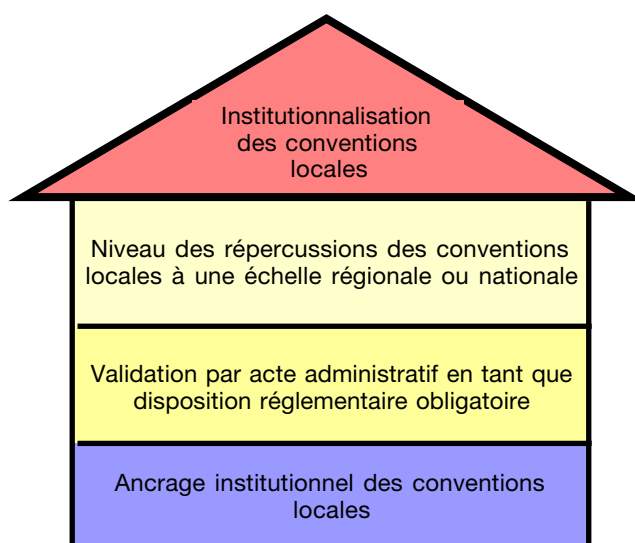 Institutionnalisation
des conventions
locales
Niveau des répercussions des conventions
locales à une échelle régionale ou nationale
Validation par acte administratif en tant que
disposition réglementaire obligatoire
Ancrage institutionnel des conventions
locales